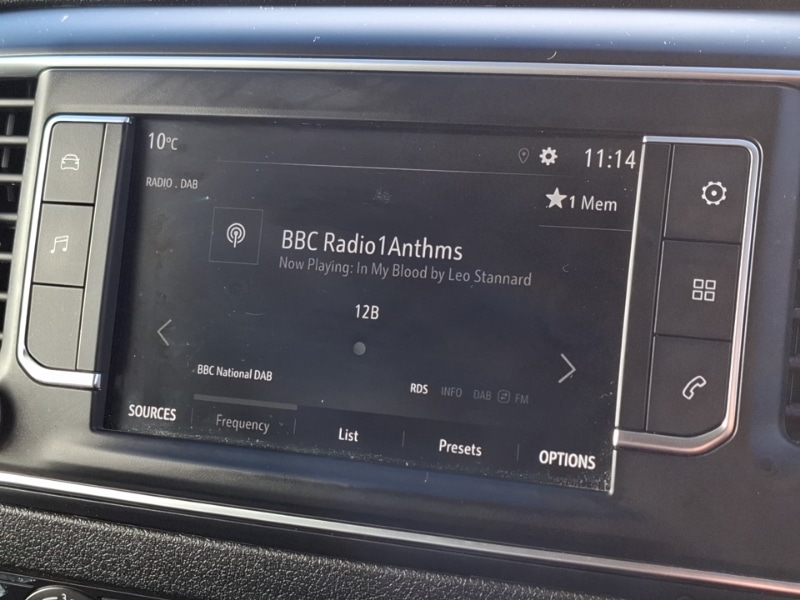 10°C
11:14
RADIO . DAB
1 Mem
BBC Radio1Anthms
Now Playing: In My Blood by Leo Stannard
12B
BBC National DAB
RDS INFO DAB FM
SOURCES Frequency List Presets OPTIONS